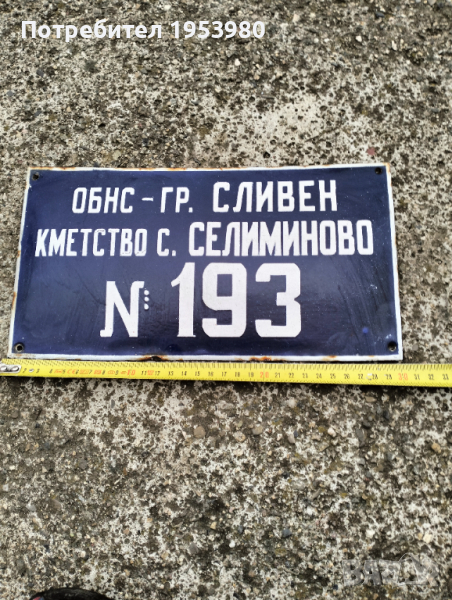 Потребител 1953980
ОБНС - ГР. СЛИВЕН
КМЕТСТВО С. СЕЛИМИНОВО
№ 193